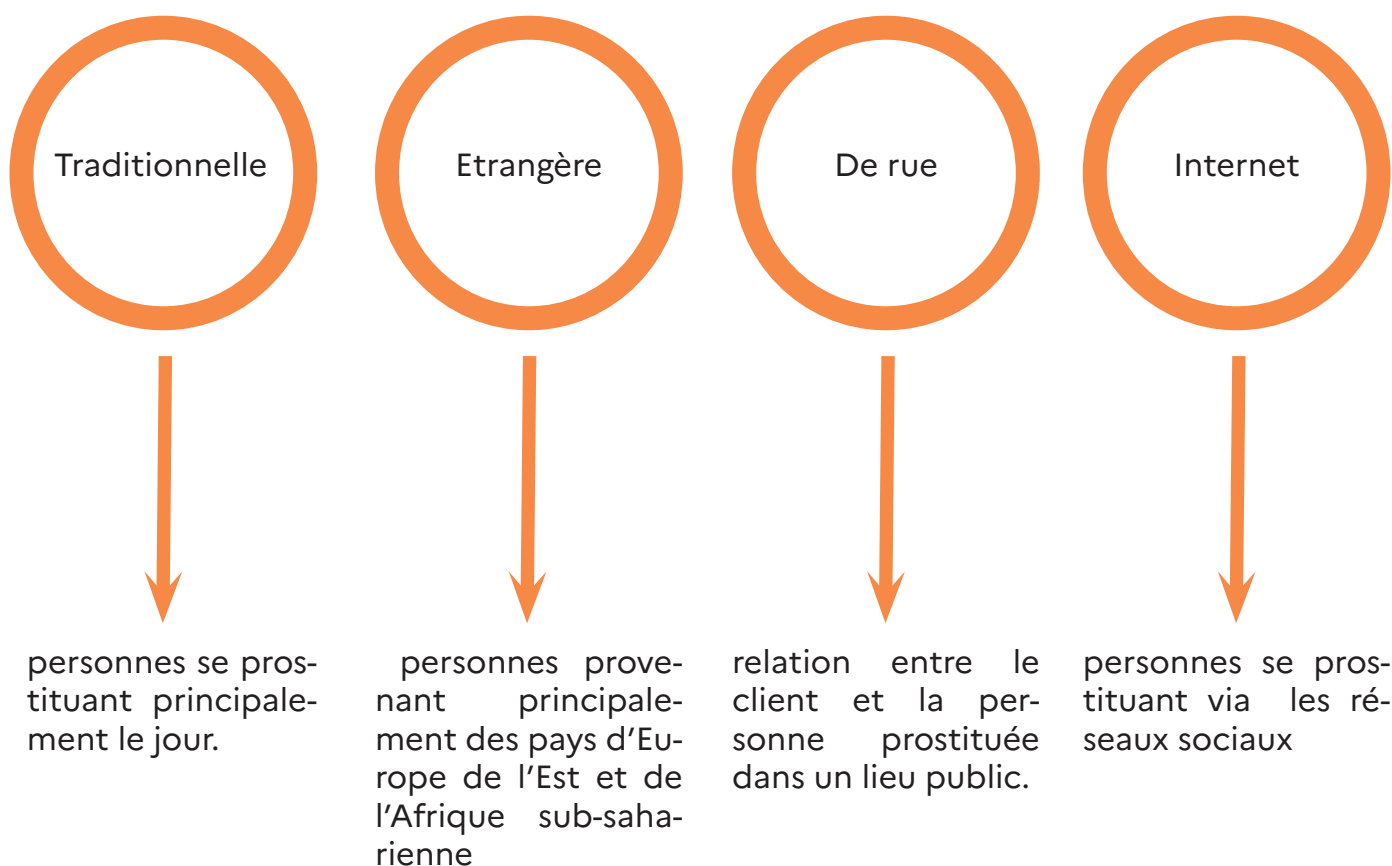 Traditionnelle
Etrangère
De rue
Internet
personnes se pros-
tituant principale-
ment le jour.
personnes prove-
nant principale-
ment des pays d'Eu-
rope de l'Est et de
l'Afrique sub-saha-
rienne
relation entre le
client et la per-
sonne prostituée
dans un lieu public.
personnes se pros-
tituant via les ré-
seaux sociaux